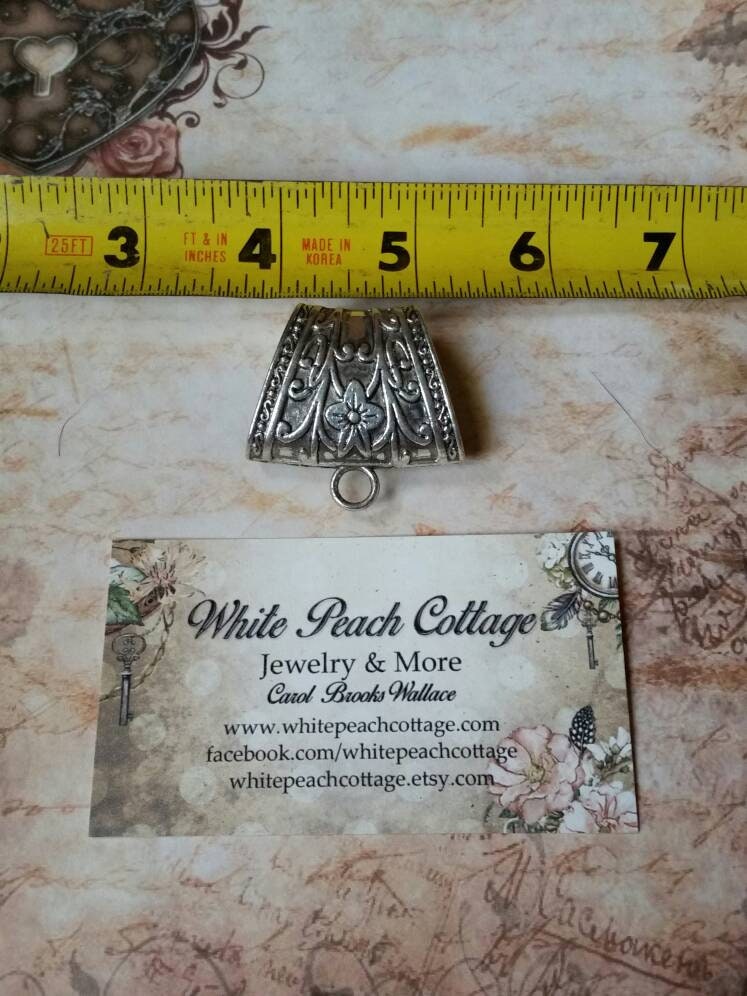 25FT 3 FT & IN INCHES 4 MADE IN KOREA 5 6 7
White Peach Cottage
Jewelry & More
Carol Brooks Wallace
www.whitepeachcottage.com
facebook.com/whitepeachcottage
whitepeachcottage.etsy.com